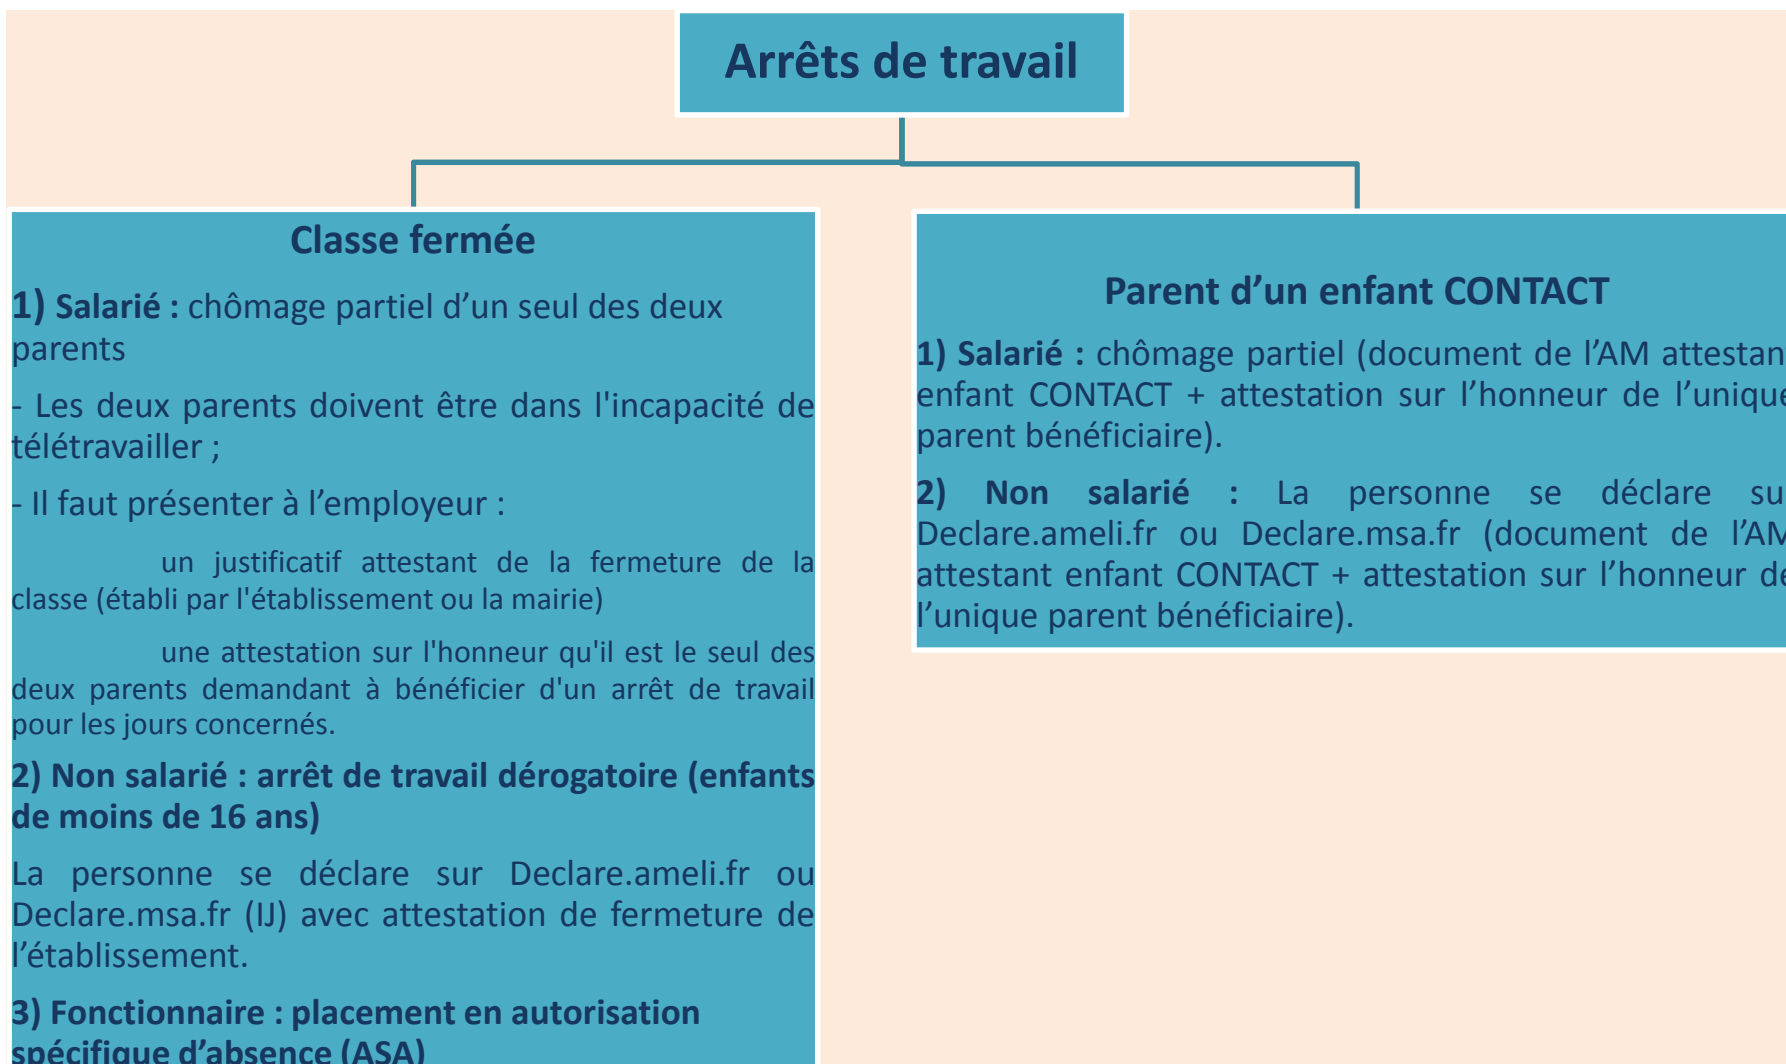 Arrêts de travail
Classe fermée
1) Salarié : chômage partiel d’un seul des deux
parents
- Les deux parents doivent être dans l'incapacité de
télétravailler ;
- Il faut présenter à l’employeur :
un justificatif attestant de la fermeture de la
classe (établi par l'établissement ou la mairie)
une attestation sur l'honneur qu'il est le seul des
deux parents demandant à bénéficier d'un arrêt de travail
pour les jours concernés.
2) Non salarié : arrêt de travail dérogatoire (enfants
de moins de 16 ans)
La personne se déclare sur Declare.ameli.fr ou
Declare.msa.fr (IJ) avec attestation de fermeture de
l’établissement.
3) Fonctionnaire : placement en autorisation
spécifique d’absence (ASA)
Parent d’un enfant CONTACT
1) Salarié : chômage partiel (document de l’AM attestant
enfant CONTACT + attestation sur l’honneur de l’unique
parent bénéficiaire).
2) Non salarié : La personne se déclare sur
Declare.ameli.fr ou Declare.msa.fr (document de l’AM
attestant enfant CONTACT + attestation sur l’honneur de
l’unique parent bénéficiaire).